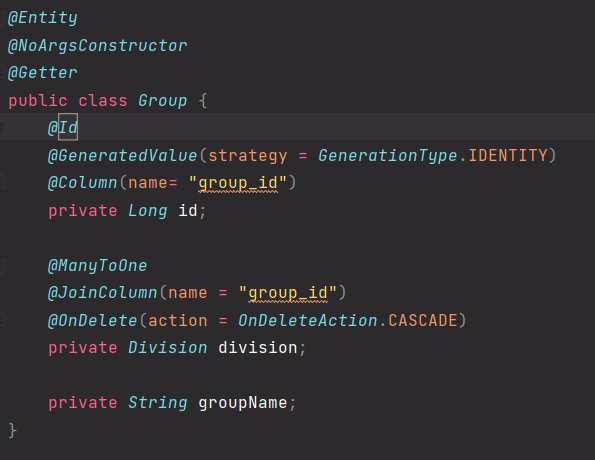 @Entity
@NoArgsConstructor
@Getter
public class Group {
@Id
@GeneratedValue(strategy = GenerationType.IDENTITY)
@Column(name= "group_id")
private Long id;
@ManyToOne
@JoinColumn(name = "group_id")
@OnDelete(action = OnDeleteAction.CASCADE)
private Division division;
private String groupName;
}